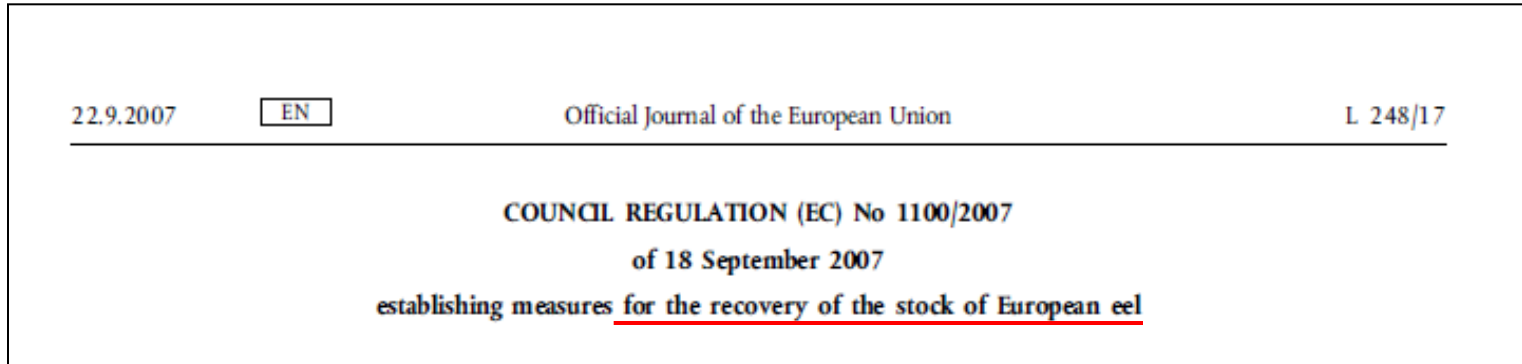 22.9.2007 EN Official Journal of the European Union L 248/17
COUNCIL REGULATION (EC) No 1100/2007
of 18 September 2007
establishing measures for the recovery of the stock of European eel